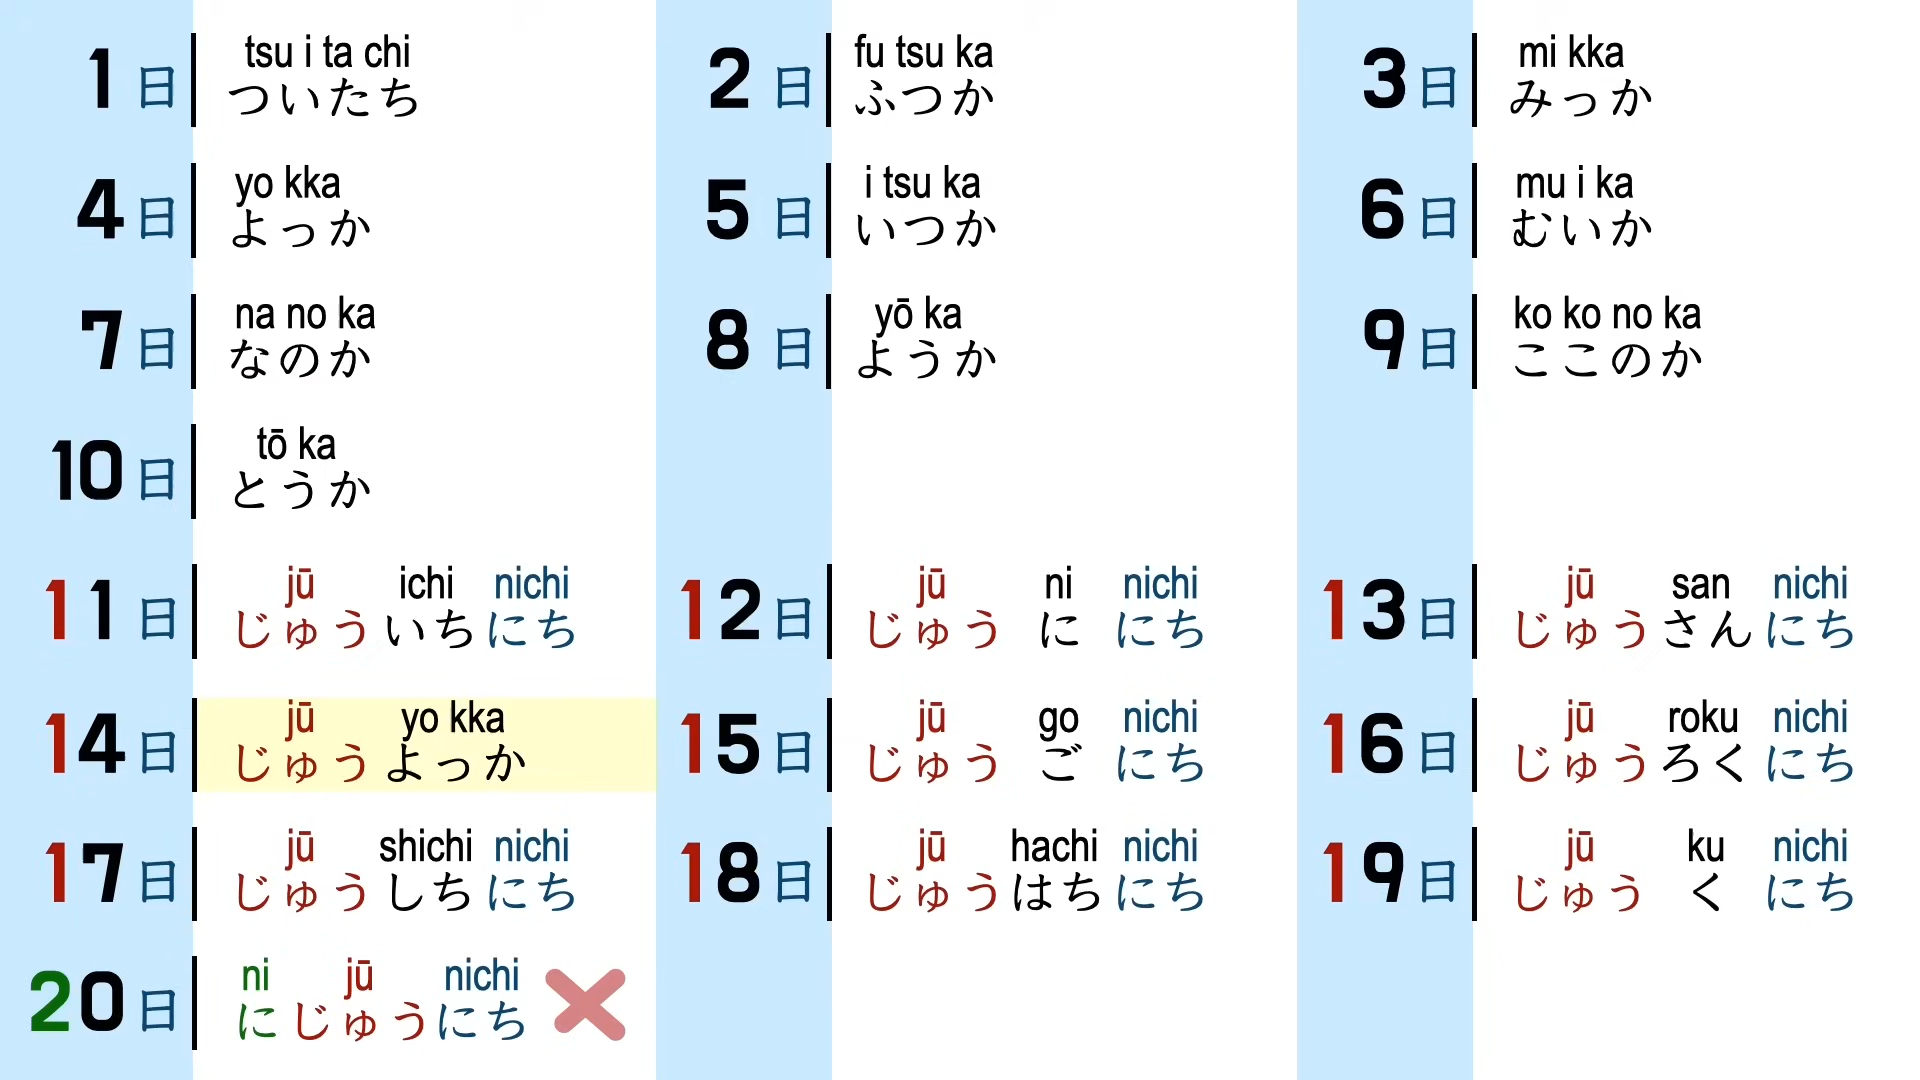 1日 tsu i ta chi
ついたち
2日 fu tsu ka
ふつか
3日 mi kka
みっか
4日 yo kka
よっか
5日 i tsu ka
いつか
6日 mu i ka
むいか
7日 na no ka
なのか
8日 yō ka
ようか
9日 ko ko no ka
ここのか
10日 tō ka
とうか
11日 jū ichi nichi
じゅういちにち
12日 jū ni nichi
じゅう に にち
13日 jū san nichi
じゅうさんにち
14日 jū yo kka
じゅうよっか
15日 jū go nichi
じゅう ご にち
16日 jū roku nichi
じゅうろくにち
17日 jū shichi nichi
じゅうしちにち
18日 jū hachi nichi
じゅうはちにち
19日 jū ku nichi
じゅう く にち
20日 ni jū nichi
にじゅうにち